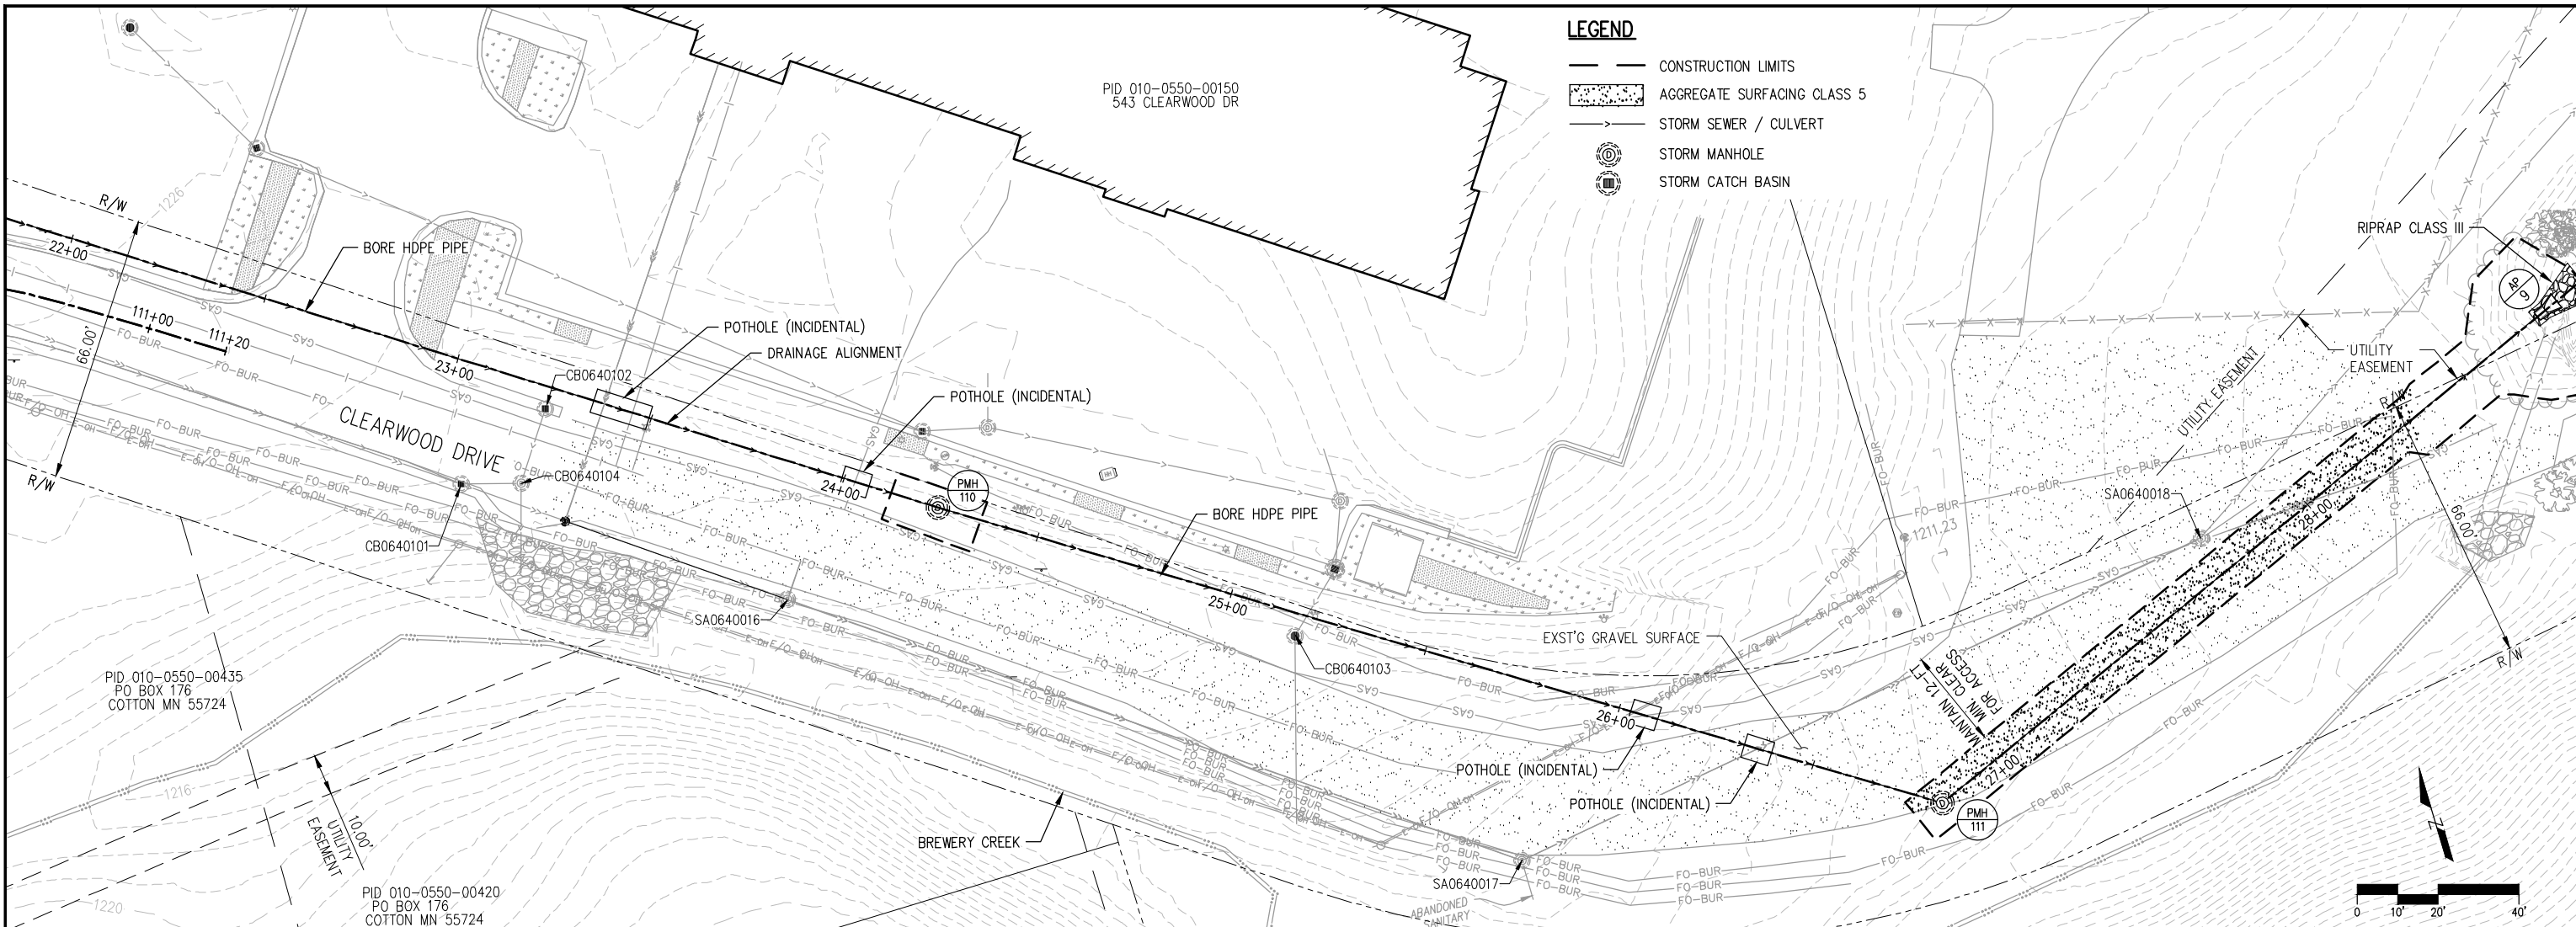 LEGEND
CONSTRUCTION LIMITS
AGGREGATE SURFACING CLASS 5
STORM SEWER / CULVERT
D
STORM MANHOLE
STORM CATCH BASIN
PID 010-0550-00150
543 CLEARWOOD DR
1226
R/W
22+00
BORE HDPE PIPE
66.00'
111+00
111+20
23+00
CLEARWOOD DRIVE
R/W
CB0640102
CB0640104
CB0640101
POTHOLE (INCIDENTAL)
DRAINAGE ALIGNMENT
POTHOLE (INCIDENTAL)
24+00
PMH
110
D
BORE HDPE PIPE
SA0640016
25+00
CB0640103
EXST'G GRAVEL SURFACE
26+00
POTHOLE (INCIDENTAL)
POTHOLE (INCIDENTAL)
SA0640017
ABANDONED
SANITARY
BREWERY CREEK
PID 010-0550-00435
PO BOX 176
COTTON MN 55724
1216
10.00'
UTILITY
EASEMENT
PID 010-0550-00420
PO BOX 176
COTTON MN 55724
1220
MAINTAIN 12-FT
MIN. CLEAR
FOR ACCESS
27+00
D
PMH
111
28+00
SA0640018
1211.23
UTILITY EASEMENT
UTILITY
EASEMENT
RIPRAP CLASS III
AP
9
R/W
66.00'
R/W
GAS
FO-BUR
E/O-OH
E-OH
N
0
10'
20'
40'